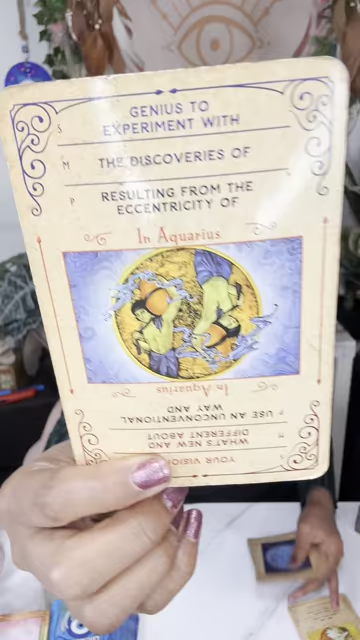 S GENIUS TO
EXPERIMENT WITH
M THE DISCOVERIES OF
P RESULTING FROM THE
ECCENTRICITY OF
In Aquarius
In Aquarius
P USE AN UNCONVENTIONAL
WAY AND
M WHAT'S NEW AND
DIFFERENT ABOUT
S YOUR VISION